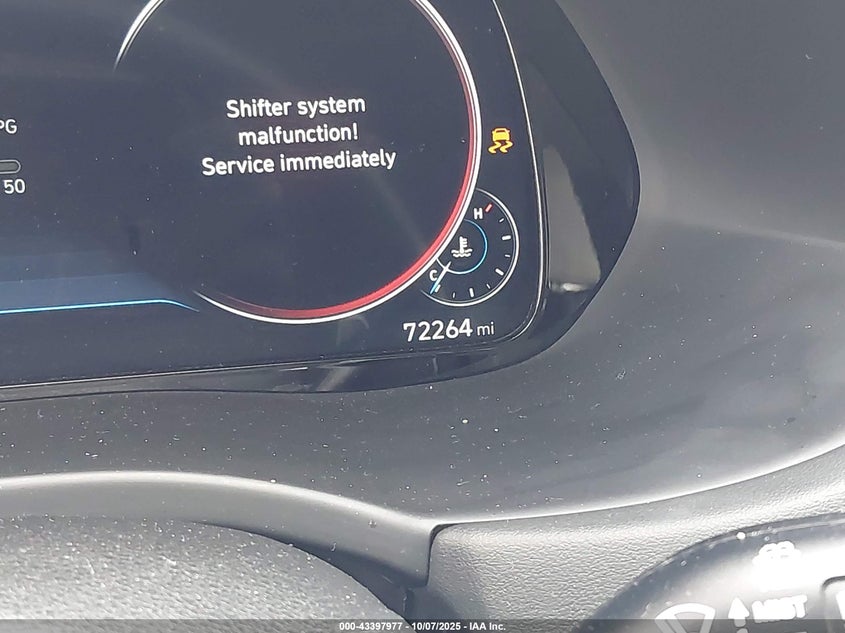 PG
50
Shifter system
malfunction!
Service immediately
H
C
72264 mi
MIST
000-43397977 - 10/07/2025 - IAA Inc.